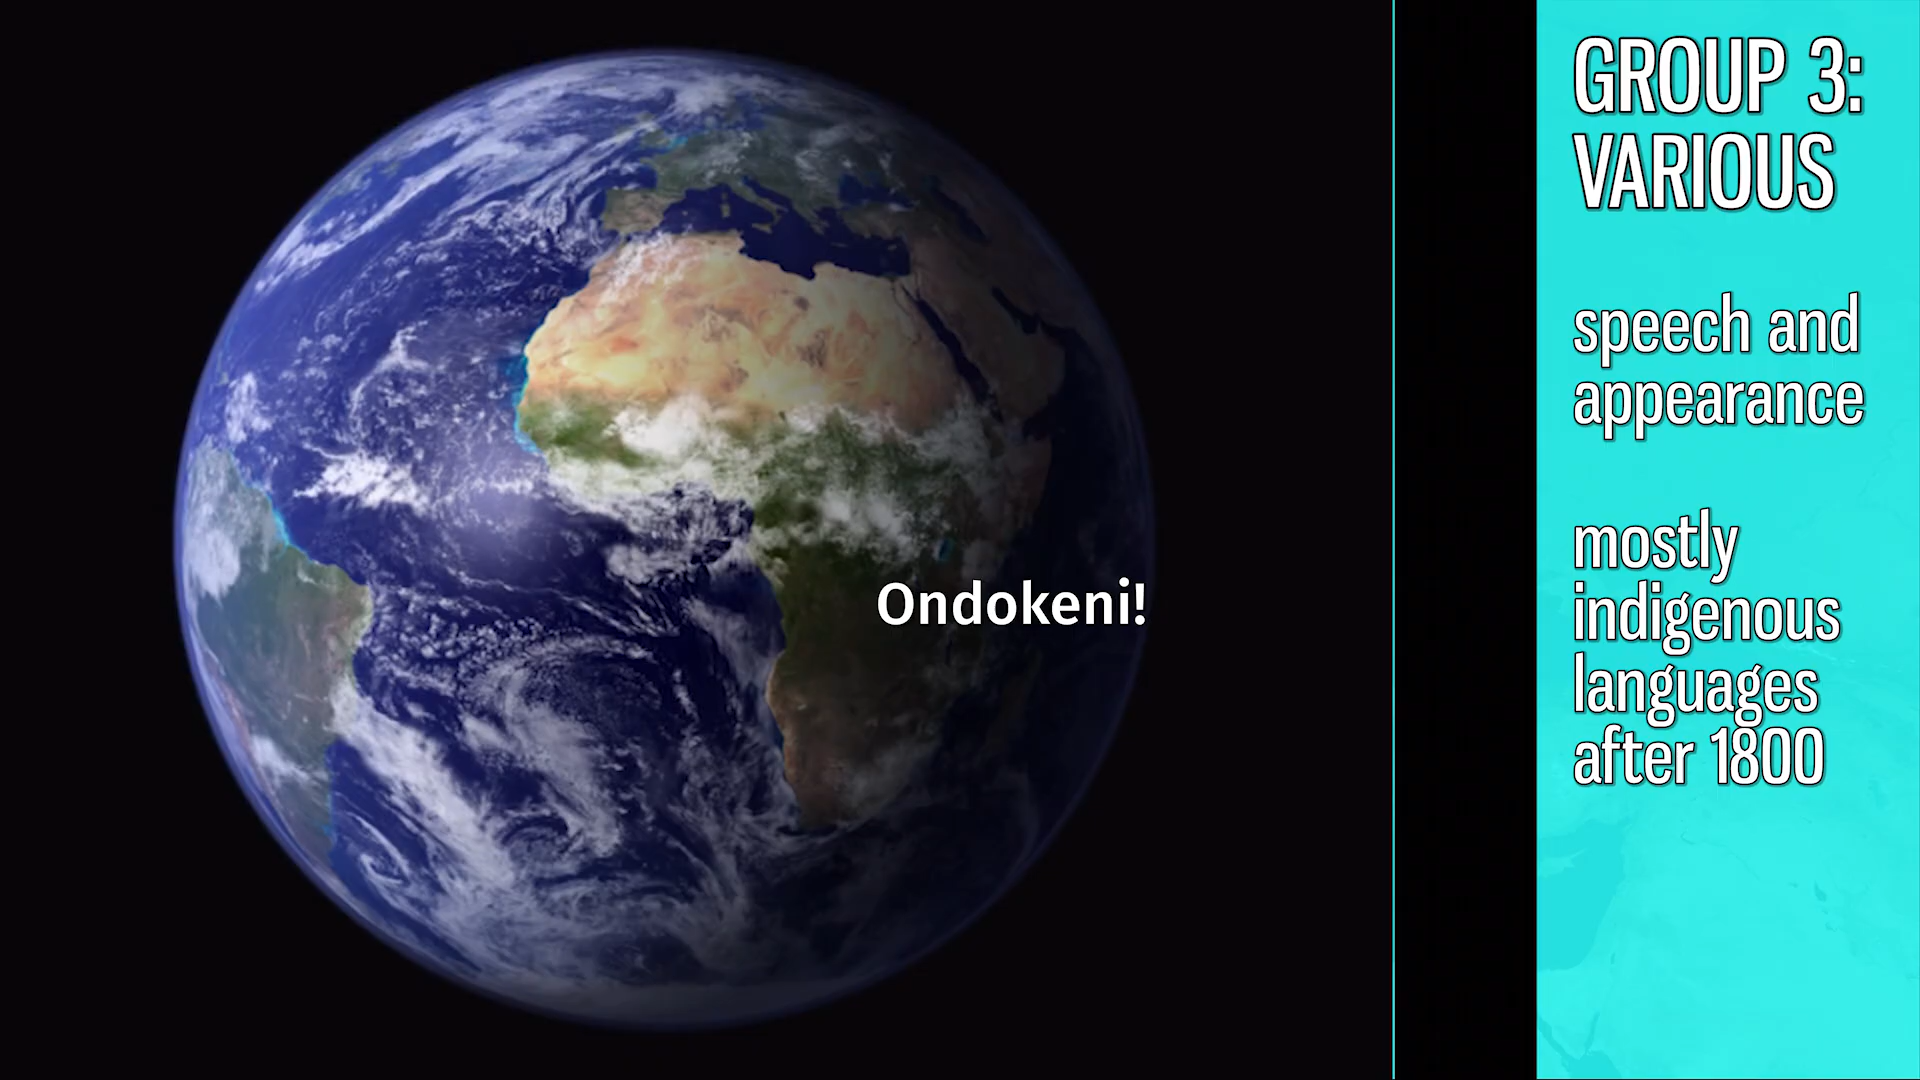 Ondokeni!
GROUP 3:
VARIOUS
speech and
appearance
mostly
indigenous
languages
after 1800